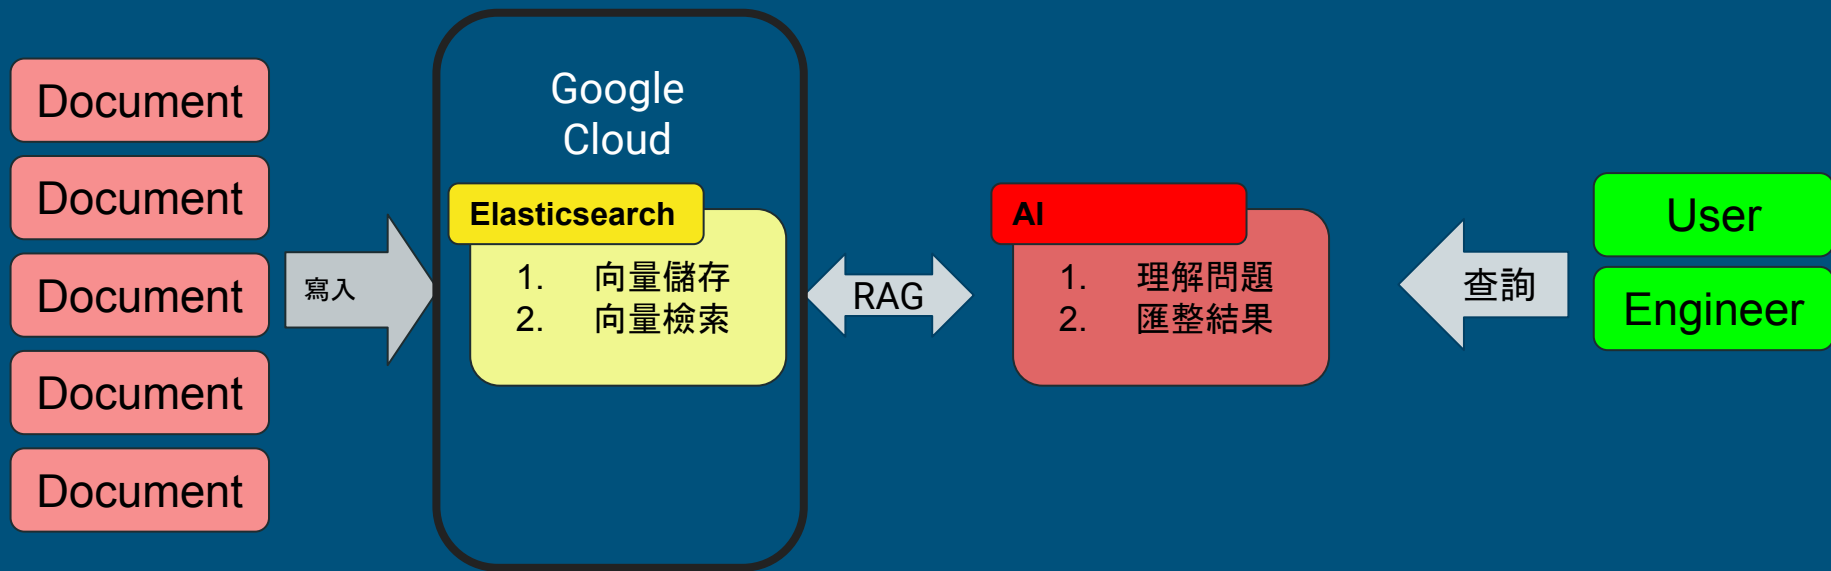 Document
Document
Document
Document
Document
寫入
Google
Cloud
Elasticsearch
1. 向量儲存
2. 向量檢索
RAG
AI
1. 理解問題
2. 匯整結果
查詢
User
Engineer